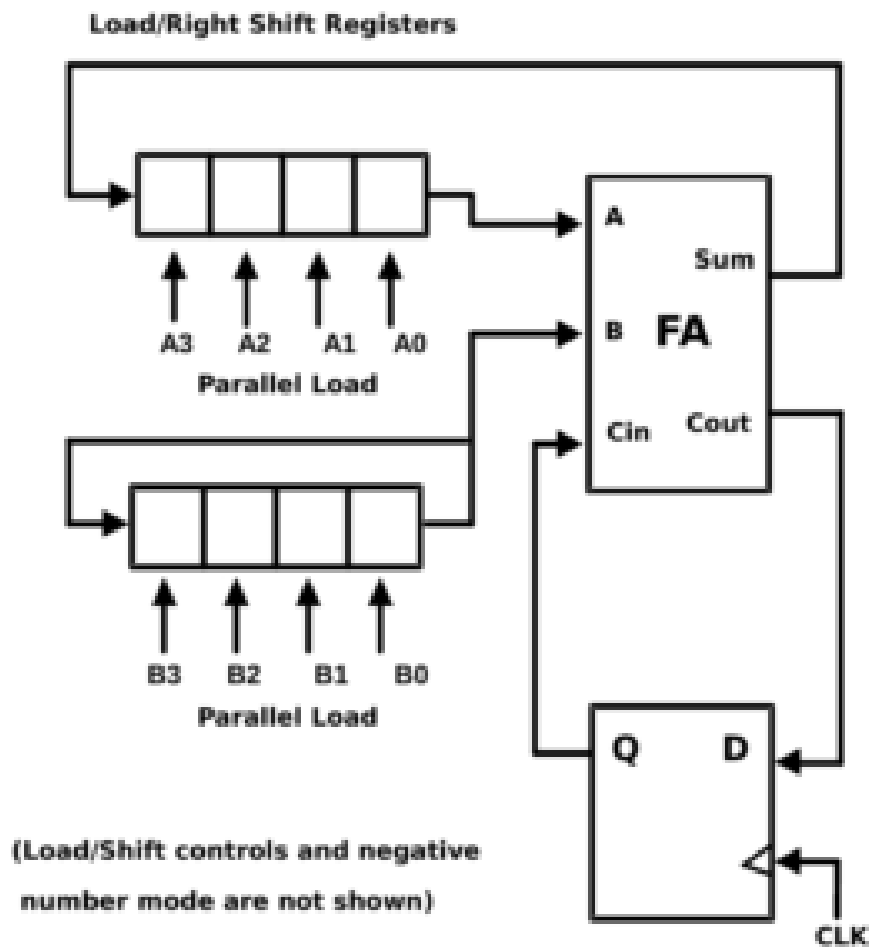 Load/Right Shift Registers
A
Sum
A3 A2 A1 A0
B FA
Parallel Load
Cin Cout
B3 B2 B1 B0
Parallel Load
Q D
(Load/Shift controls and negative
number mode are not shown)
CLK